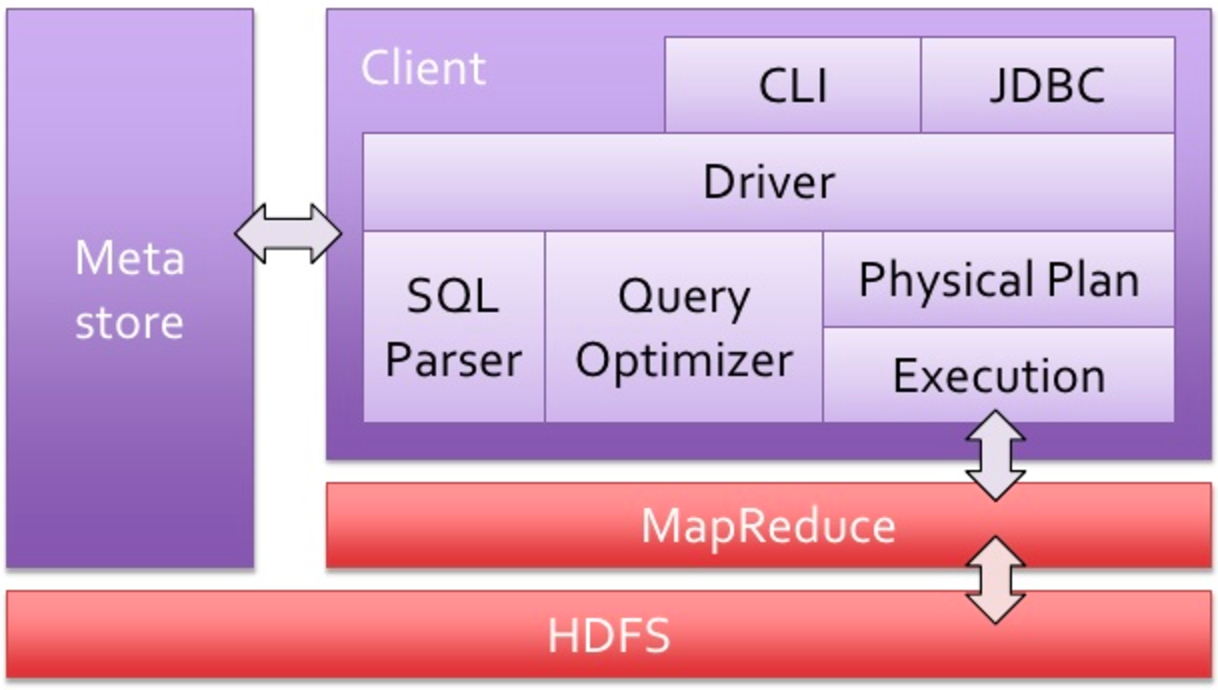 Client
CLI
JDBC
Driver
Meta
store
SQL
Parser
Query
Optimizer
Physical Plan
Execution
MapReduce
HDFS